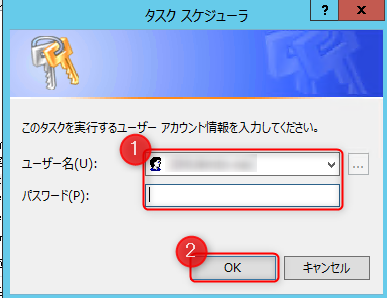 タスク スケジューラ
?
x
このタスクを実行するユーザー アカウント情報を入力してください。
1
ユーザー名(U):
...
パスワード(P):
2
OK
キャンセル